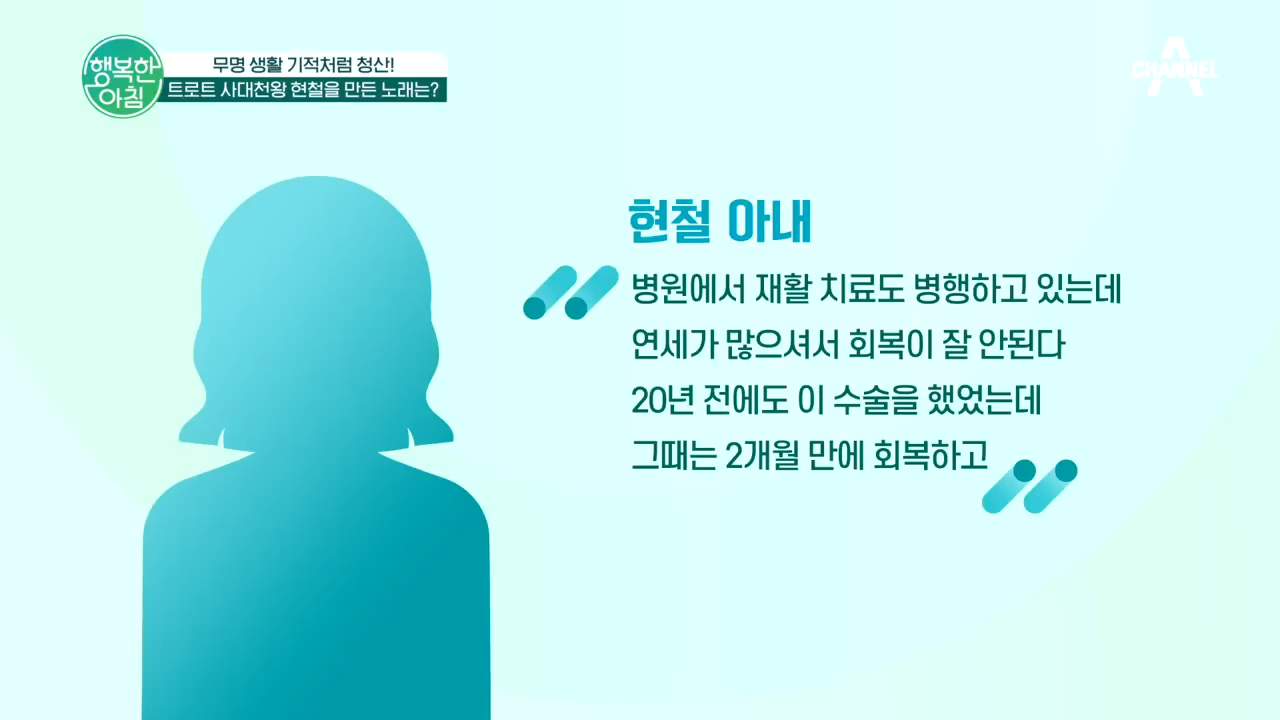 행복한
아침
무명 생활 기적처럼 청산!
트로트 사대천왕 현철을 만든 노래는?
CHANNEL A
현철 아내
병원에서 재활 치료도 병행하고 있는데
연세가 많으셔서 회복이 잘 안된다
20년 전에도 이 수술을 했었는데
그때는 2개월 만에 회복하고